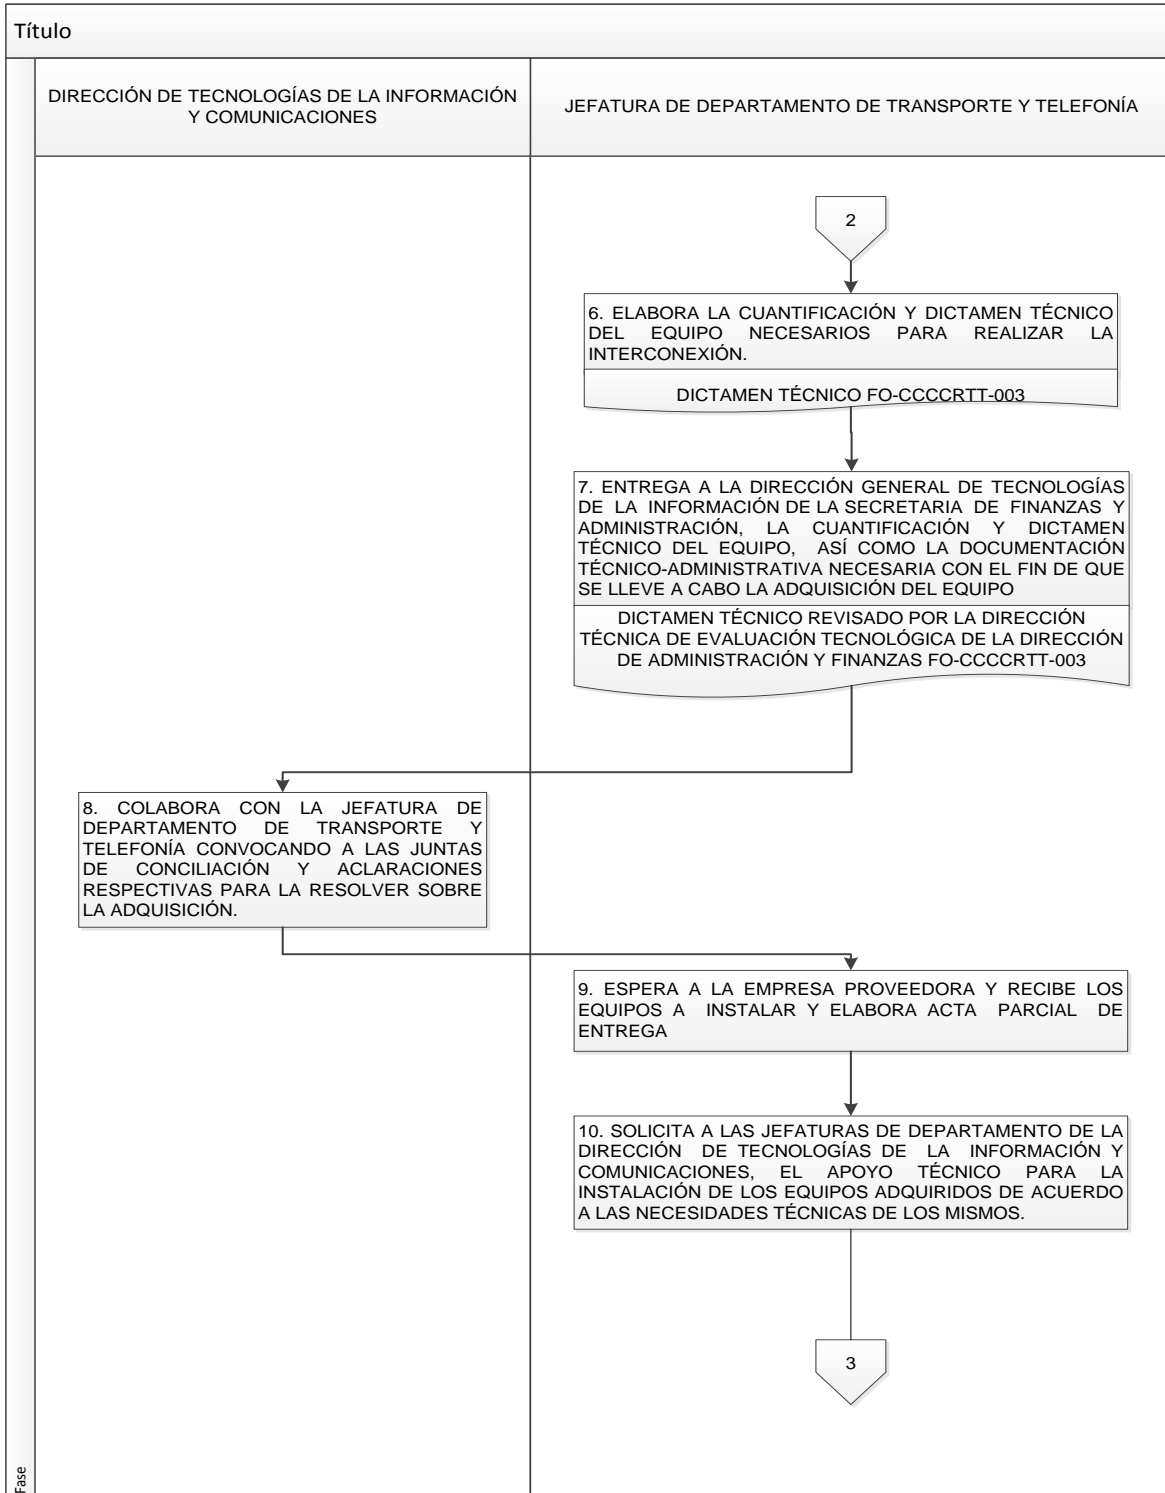 Título
DIRECCIÓN DE TECNOLOGÍAS DE LA INFORMACIÓN
Y COMUNICACIONES
JEFATURA DE DEPARTAMENTO DE TRANSPORTE Y TELEFONÍA
2
6. ELABORA LA CUANTIFICACIÓN Y DICTAMEN TÉCNICO
DEL EQUIPO NECESARIOS PARA REALIZAR LA
INTERCONEXIÓN.
DICTAMEN TÉCNICO FO-CCCCRTT-003
7. ENTREGA A LA DIRECCIÓN GENERAL DE TECNOLOGÍAS
DE LA INFORMACIÓN DE LA SECRETARIA DE FINANZAS Y
ADMINISTRACIÓN, LA CUANTIFICACIÓN Y DICTAMEN
TÉCNICO DEL EQUIPO, ASÍ COMO LA DOCUMENTACIÓN
TÉCNICO-ADMINISTRATIVA NECESARIA CON EL FIN DE QUE
SE LLEVE A CABO LA ADQUISICIÓN DEL EQUIPO
DICTAMEN TÉCNICO REVISADO POR LA DIRECCIÓN
TÉCNICA DE EVALUACIÓN TECNOLÓGICA DE LA DIRECCIÓN
DE ADMINISTRACIÓN Y FINANZAS FO-CCCCRTT-003
8. COLABORA CON LA JEFATURA DE
DEPARTAMENTO DE TRANSPORTE Y
TELEFONÍA CONVOCANDO A LAS JUNTAS
DE CONCILIACIÓN Y ACLARACIONES
RESPECTIVAS PARA LA RESOLVER SOBRE
LA ADQUISICIÓN.
9. ESPERA A LA EMPRESA PROVEEDORA Y RECIBE LOS
EQUIPOS A INSTALAR Y ELABORA ACTA PARCIAL DE
ENTREGA
10. SOLICITA A LAS JEFATURAS DE DEPARTAMENTO DE LA
DIRECCIÓN DE TECNOLOGÍAS DE LA INFORMACIÓN Y
COMUNICACIONES, EL APOYO TÉCNICO PARA LA
INSTALACIÓN DE LOS EQUIPOS ADQUIRIDOS DE ACUERDO
A LAS NECESIDADES TÉCNICAS DE LOS MISMOS.
3
Fase